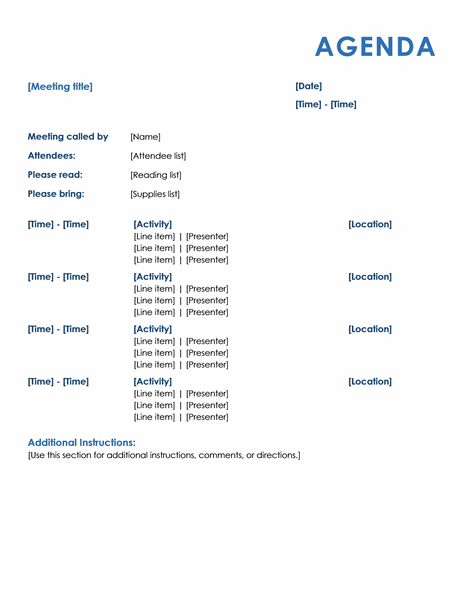 AGENDA
[Meeting title] [Date]
[Time] - [Time]
Meeting called by [Name]
Attendees: [Attendee list]
Please read: [Reading list]
Please bring: [Supplies list]
[Time] - [Time] [Activity] [Location]
[Line item] | [Presenter]
[Line item] | [Presenter]
[Line item] | [Presenter]
[Time] - [Time] [Activity] [Location]
[Line item] | [Presenter]
[Line item] | [Presenter]
[Line item] | [Presenter]
[Time] - [Time] [Activity] [Location]
[Line item] | [Presenter]
[Line item] | [Presenter]
[Line item] | [Presenter]
[Time] - [Time] [Activity] [Location]
[Line item] | [Presenter]
[Line item] | [Presenter]
[Line item] | [Presenter]
Additional Instructions:
[Use this section for additional instructions, comments, or directions.]